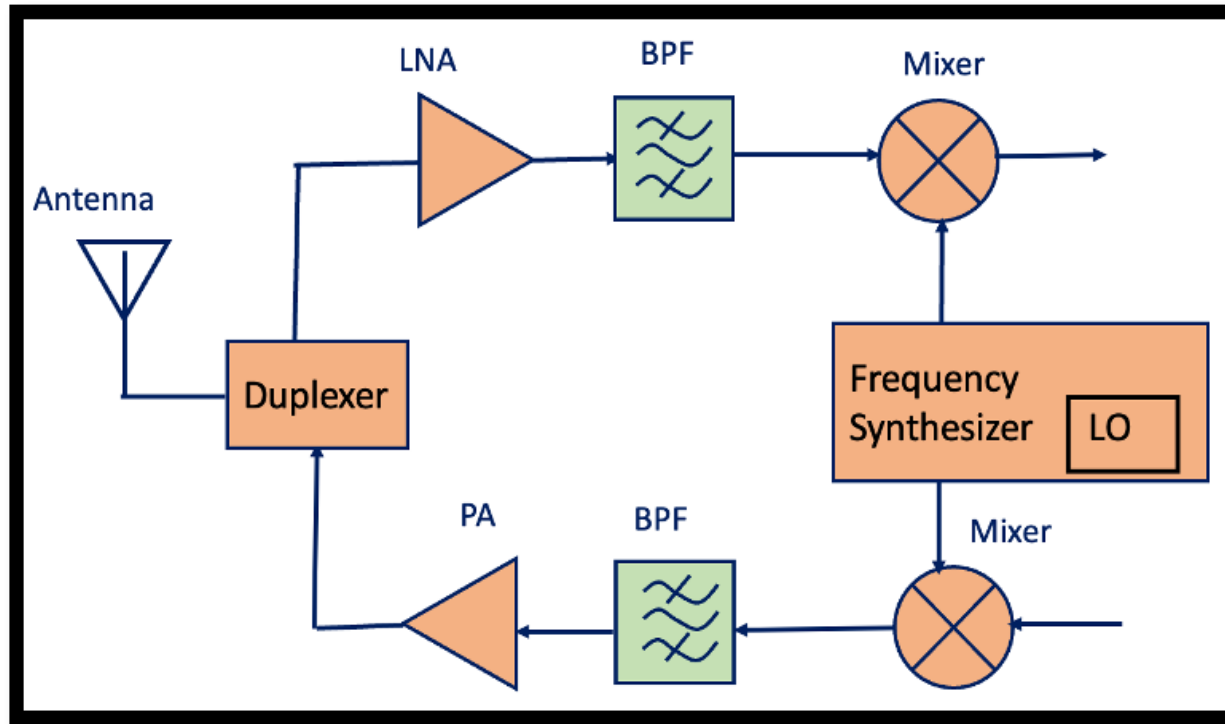 LNA
BPF
Mixer
Antenna
Duplexer
Frequency
Synthesizer
LO
PA
BPF
Mixer